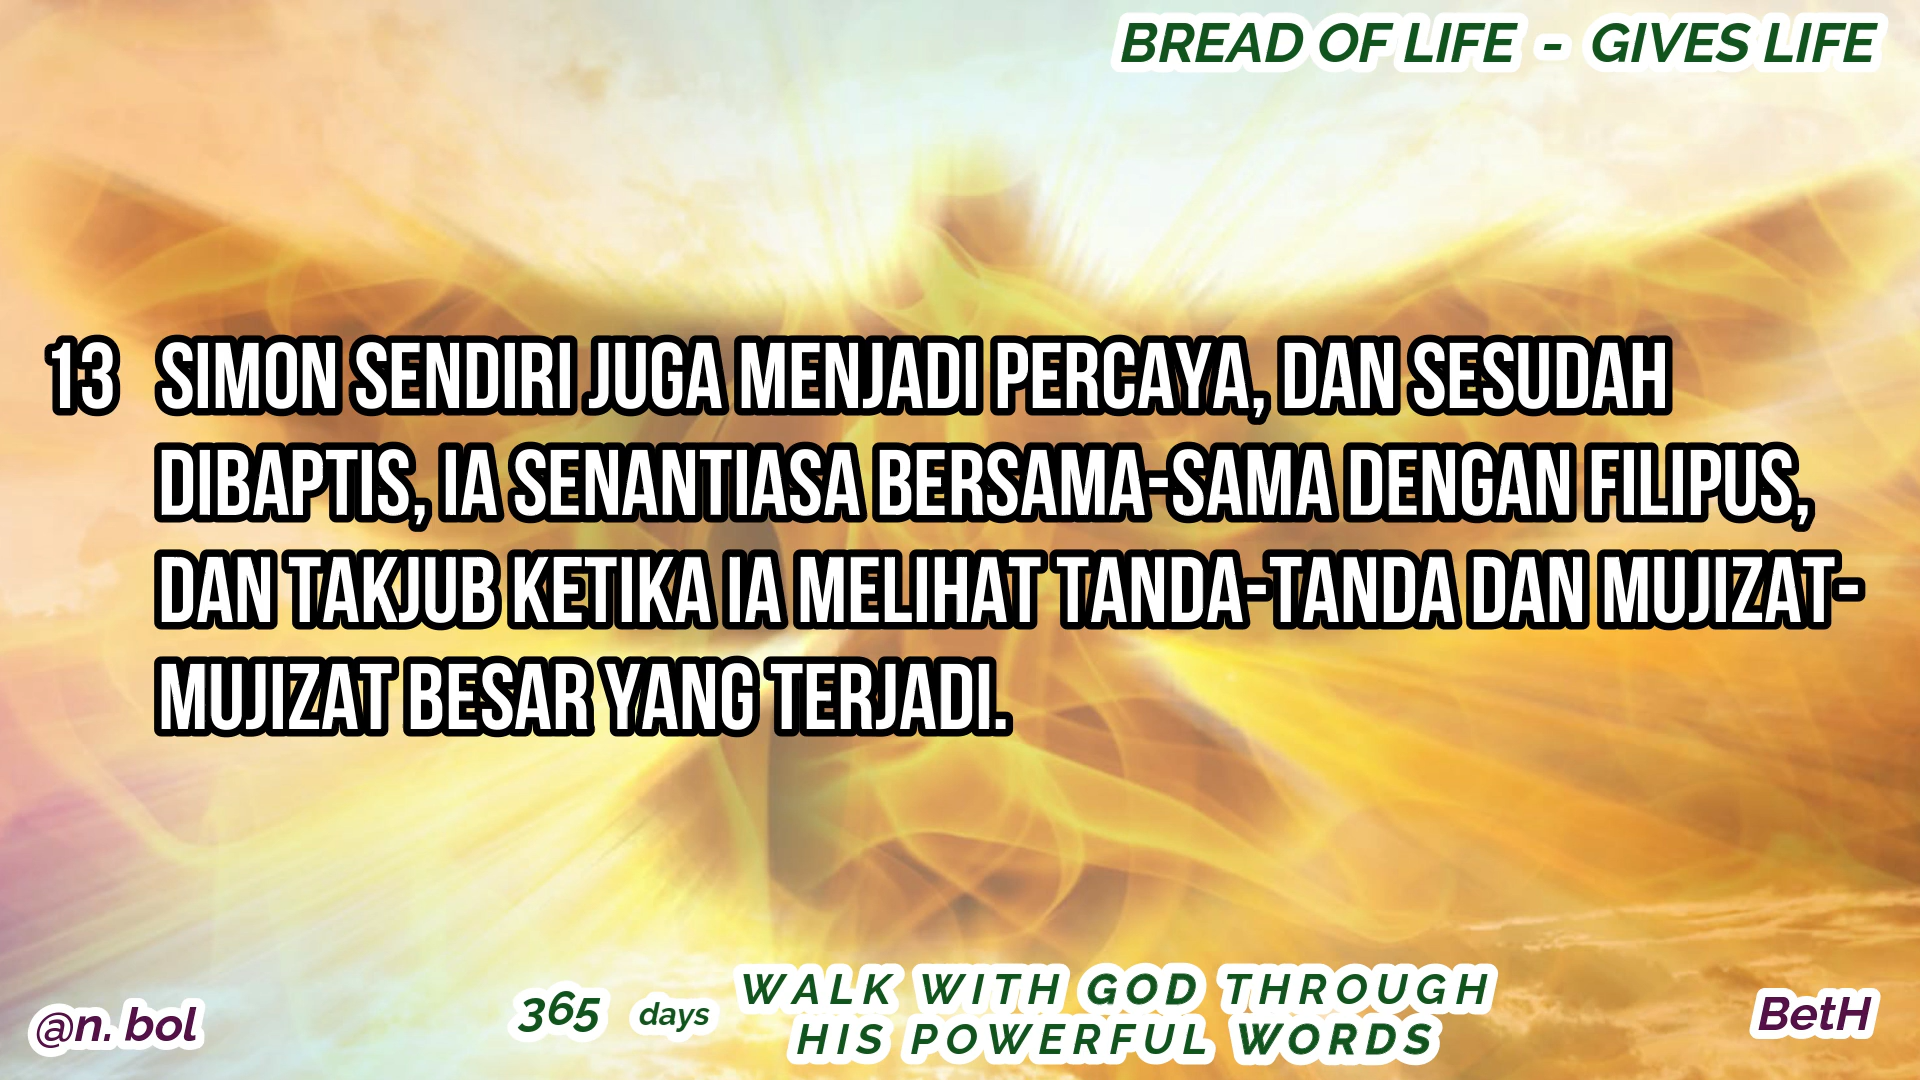 BREAD OF LIFE - GIVES LIFE
13 SIMON SENDIRI JUGA MENJADI PERCAYA, DAN SESUDAH
DIBAPTIS, IA SENANTIASA BERSAMA-SAMA DENGAN FILIPUS,
DAN TAKJUB KETIKA IA MELIHAT TANDA-TANDA DAN MUJIZAT-
MUJIZAT BESAR YANG TERJADI.
@n. bol
365 days
WALK WITH GOD THROUGH
HIS POWERFUL WORDS
BetH